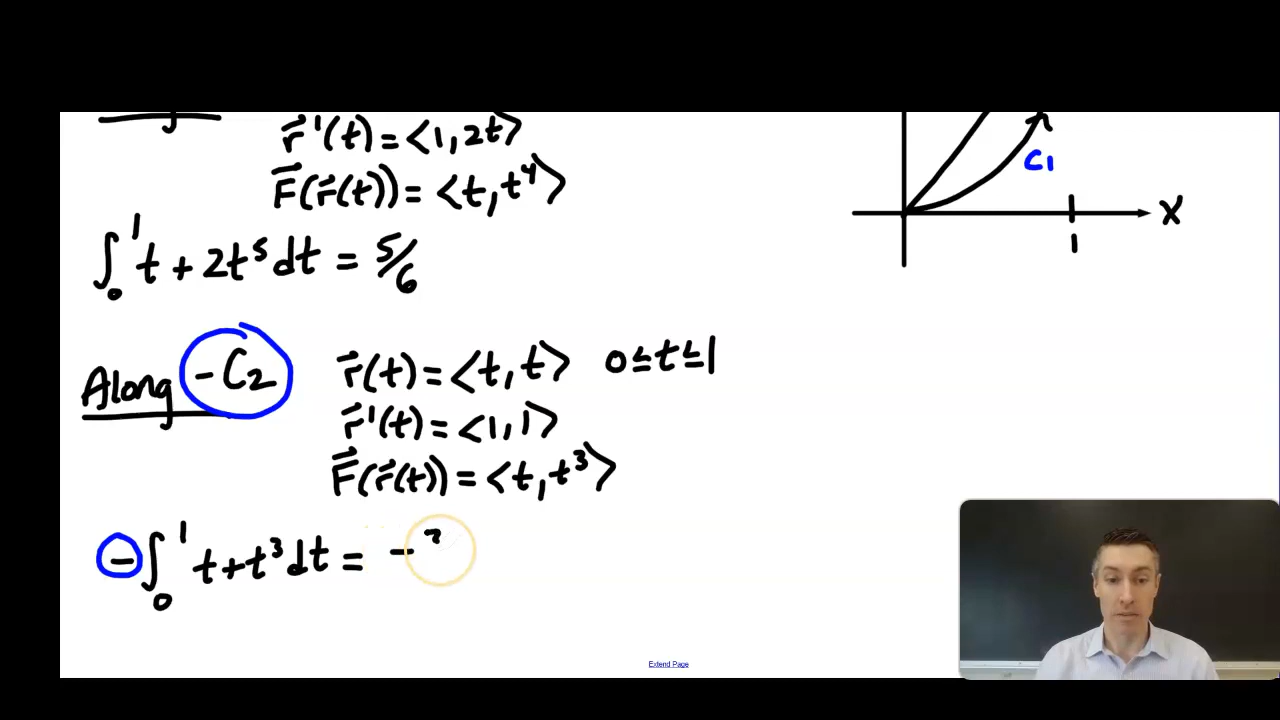 r⃗'(t) = <1, 2t>
F⃗(r⃗(t)) = <t, t⁴>
∫₀¹ t + 2t⁵ dt = 5/6
C1
X
1
Along -C₂
r⃗(t) = <t, t> 0 ≤ t ≤ 1
r⃗'(t) = <1, 1>
F⃗(r⃗(t)) = <t, t³>
-∫₀¹ t + t³ dt = -
Extend Page